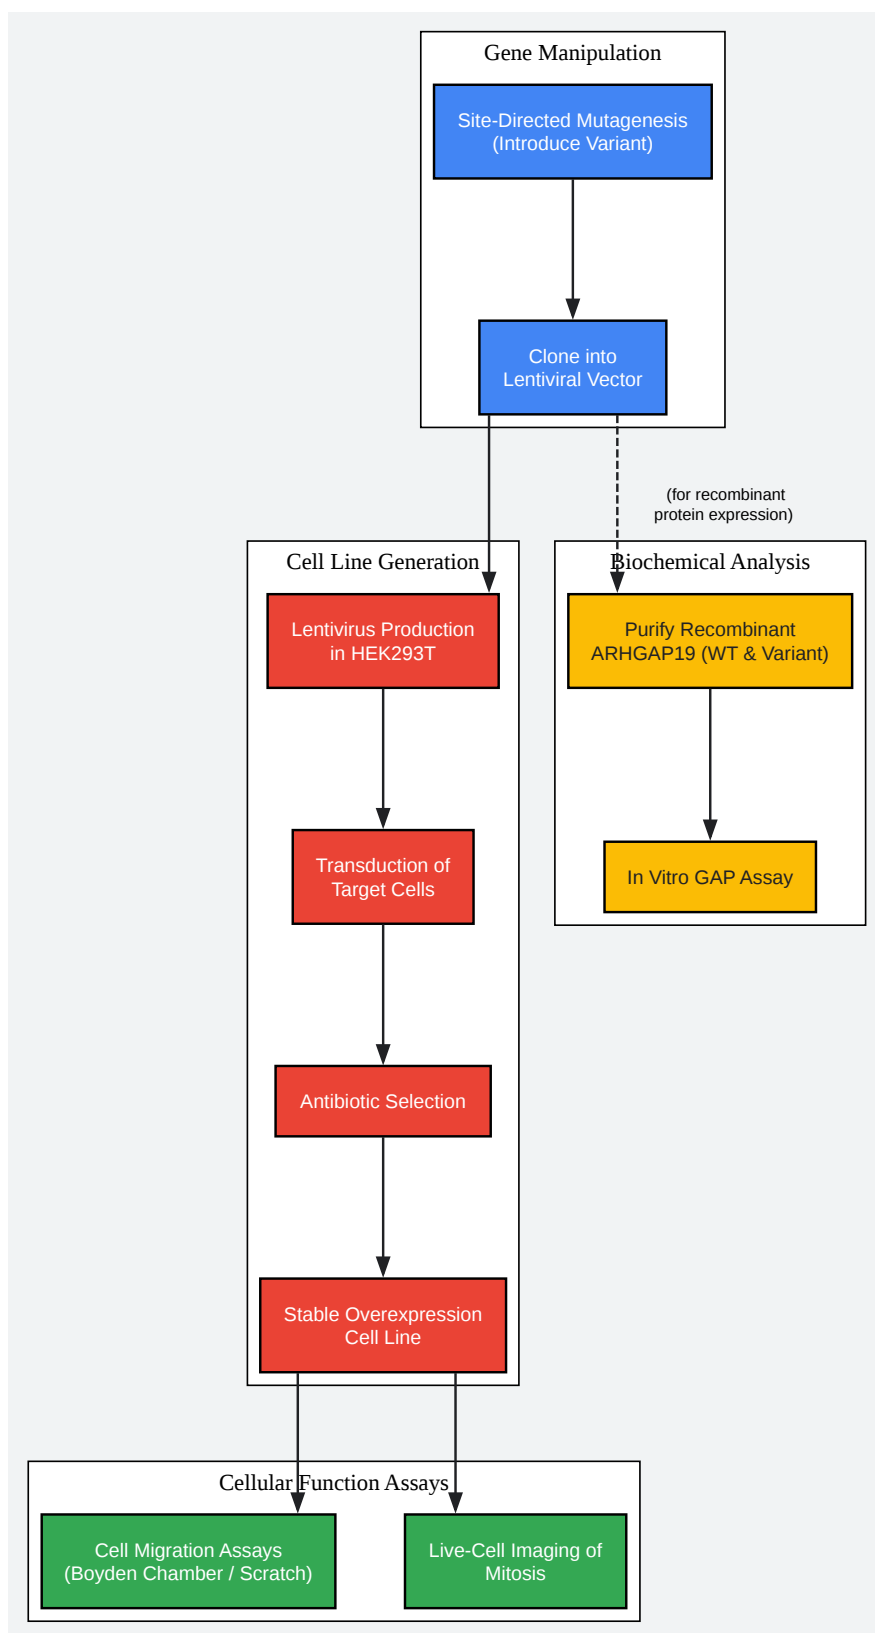 Gene Manipulation
Site-Directed Mutagenesis
(Introduce Variant)
Clone into
Lentiviral Vector
(for recombinant
protein expression)
Cell Line Generation
Biochemical Analysis
Lentivirus Production
in HEK293T
Purify Recombinant
ARHGAP19 (WT & Variant)
Transduction of
Target Cells
In Vitro GAP Assay
Antibiotic Selection
Stable Overexpression
Cell Line
Cellular Function Assays
Cell Migration Assays
(Boyden Chamber / Scratch)
Live-Cell Imaging of
Mitosis